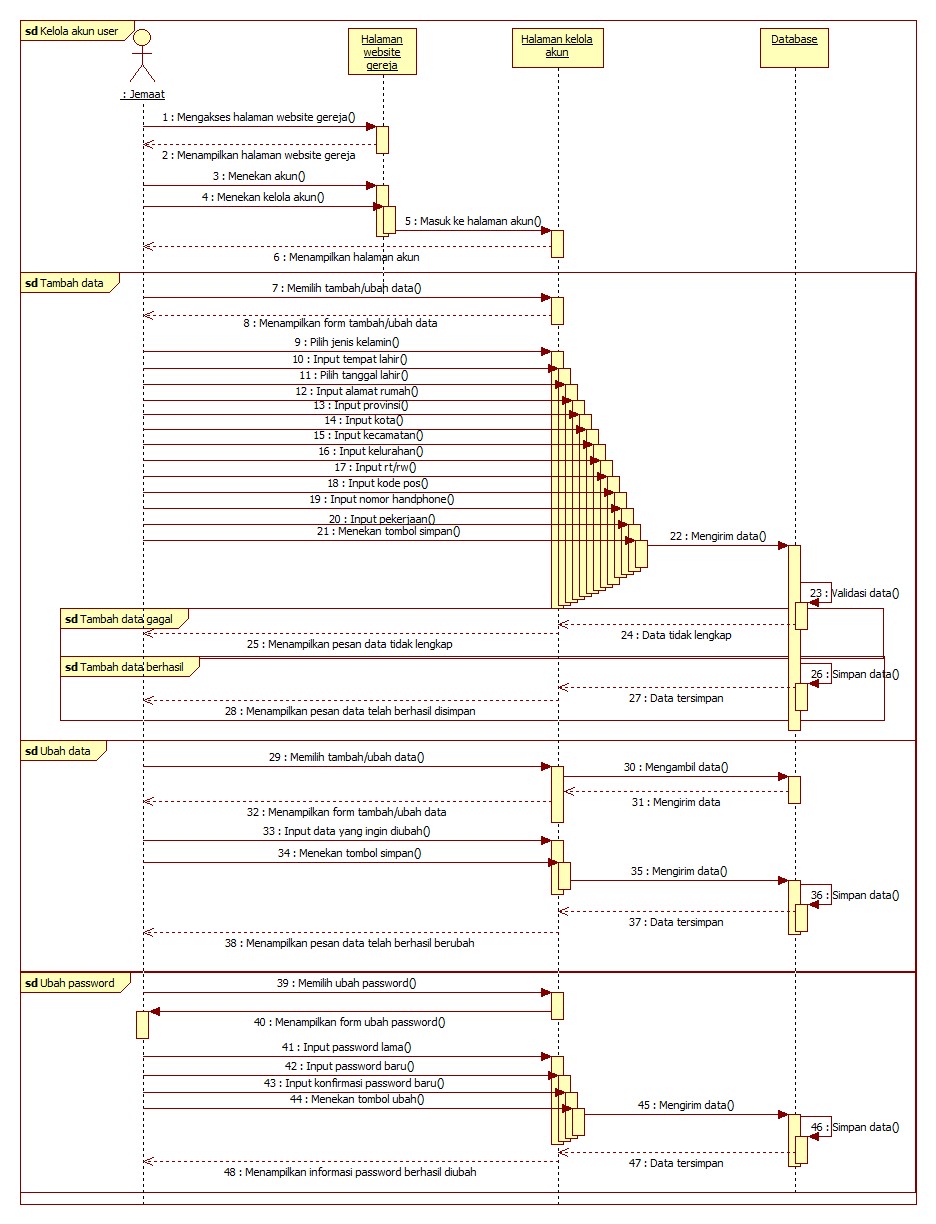 sd Kelola akun user
Halaman
website
gereja
Halaman kelola
akun
Database
: Jemaat
1 : Mengakses halaman website gereja()
2 : Menampilkan halaman website gereja
3 : Menekan akun()
4 : Menekan kelola akun()
5 : Masuk ke halaman akun()
6 : Menampilkan halaman akun
sd Tambah data
7 : Memilih tambah/ubah data()
8 : Menampilkan form tambah/ubah data
9 : Pilih jenis kelamin()
10 : Input tempat lahir()
11 : Pilih tanggal lahir()
12 : Input alamat rumah()
13 : Input provinsi()
14 : Input kota()
15 : Input kecamatan()
16 : Input kelurahan()
17 : Input rt/rw()
18 : Input kode pos()
19 : Input nomor handphone()
20 : Input pekerjaan()
21 : Menekan tombol simpan()
22 : Mengirim data()
23 : Validasi data()
sd Tambah data gagal
24 : Data tidak lengkap
25 : Menampilkan pesan data tidak lengkap
sd Tambah data berhasil
26 : Simpan data()
27 : Data tersimpan
28 : Menampilkan pesan data telah berhasil disimpan
sd Ubah data
29 : Memilih tambah/ubah data()
30 : Mengambil data()
31 : Mengirim data
32 : Menampilkan form tambah/ubah data
33 : Input data yang ingin diubah()
34 : Menekan tombol simpan()
35 : Mengirim data()
36 : Simpan data()
37 : Data tersimpan
38 : Menampilkan pesan data telah berhasil berubah
sd Ubah password
39 : Memilih ubah password()
40 : Menampilkan form ubah password()
41 : Input password lama()
42 : Input password baru()
43 : Input konfirmasi password baru()
44 : Menekan tombol ubah()
45 : Mengirim data()
46 : Simpan data()
47 : Data tersimpan
48 : Menampilkan informasi password berhasil diubah